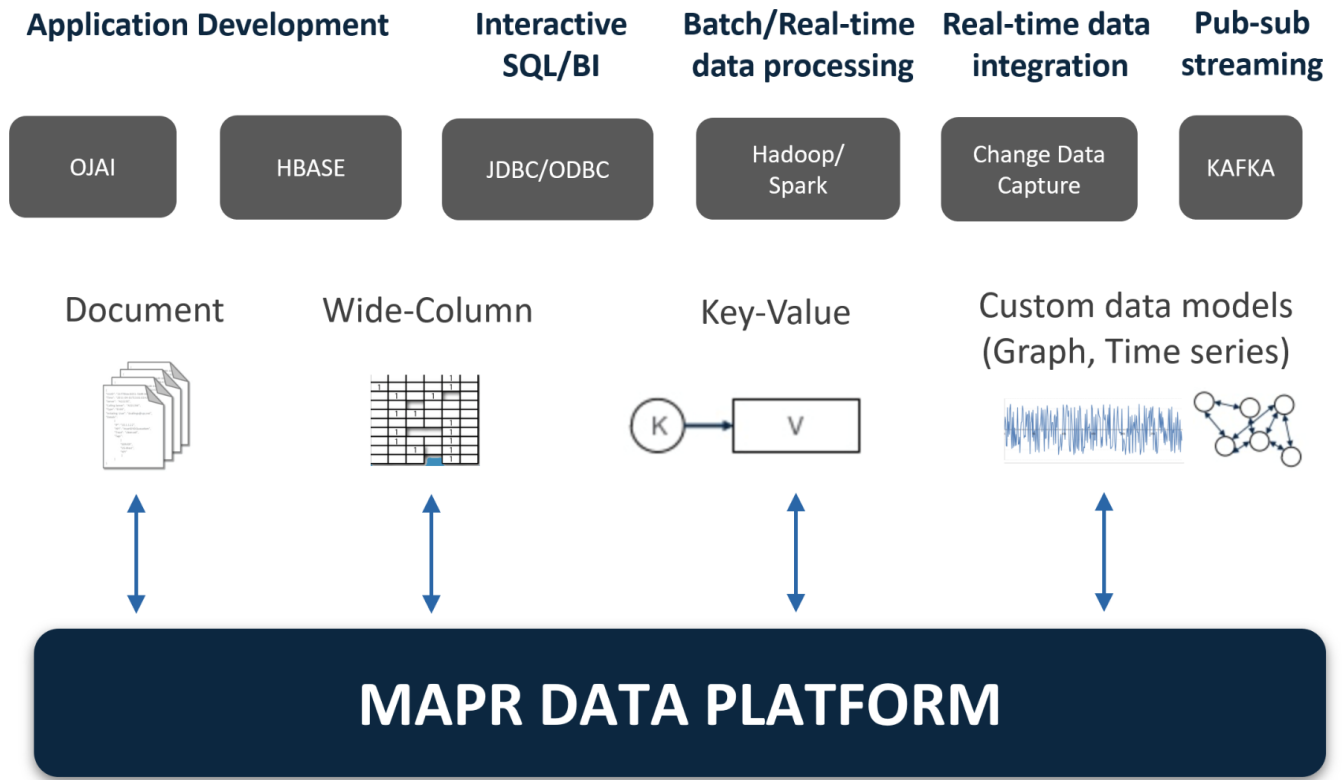 Application Development
Interactive
SQL/BI
Batch/Real-time
data processing
Real-time data
integration
Pub-sub
streaming
OJAI
HBASE
JDBC/ODBC
Hadoop/
Spark
Change Data
Capture
KAFKA
Document
Wide-Column
Key-Value
Custom data models
(Graph, Time series)
K
V
MAPR DATA PLATFORM